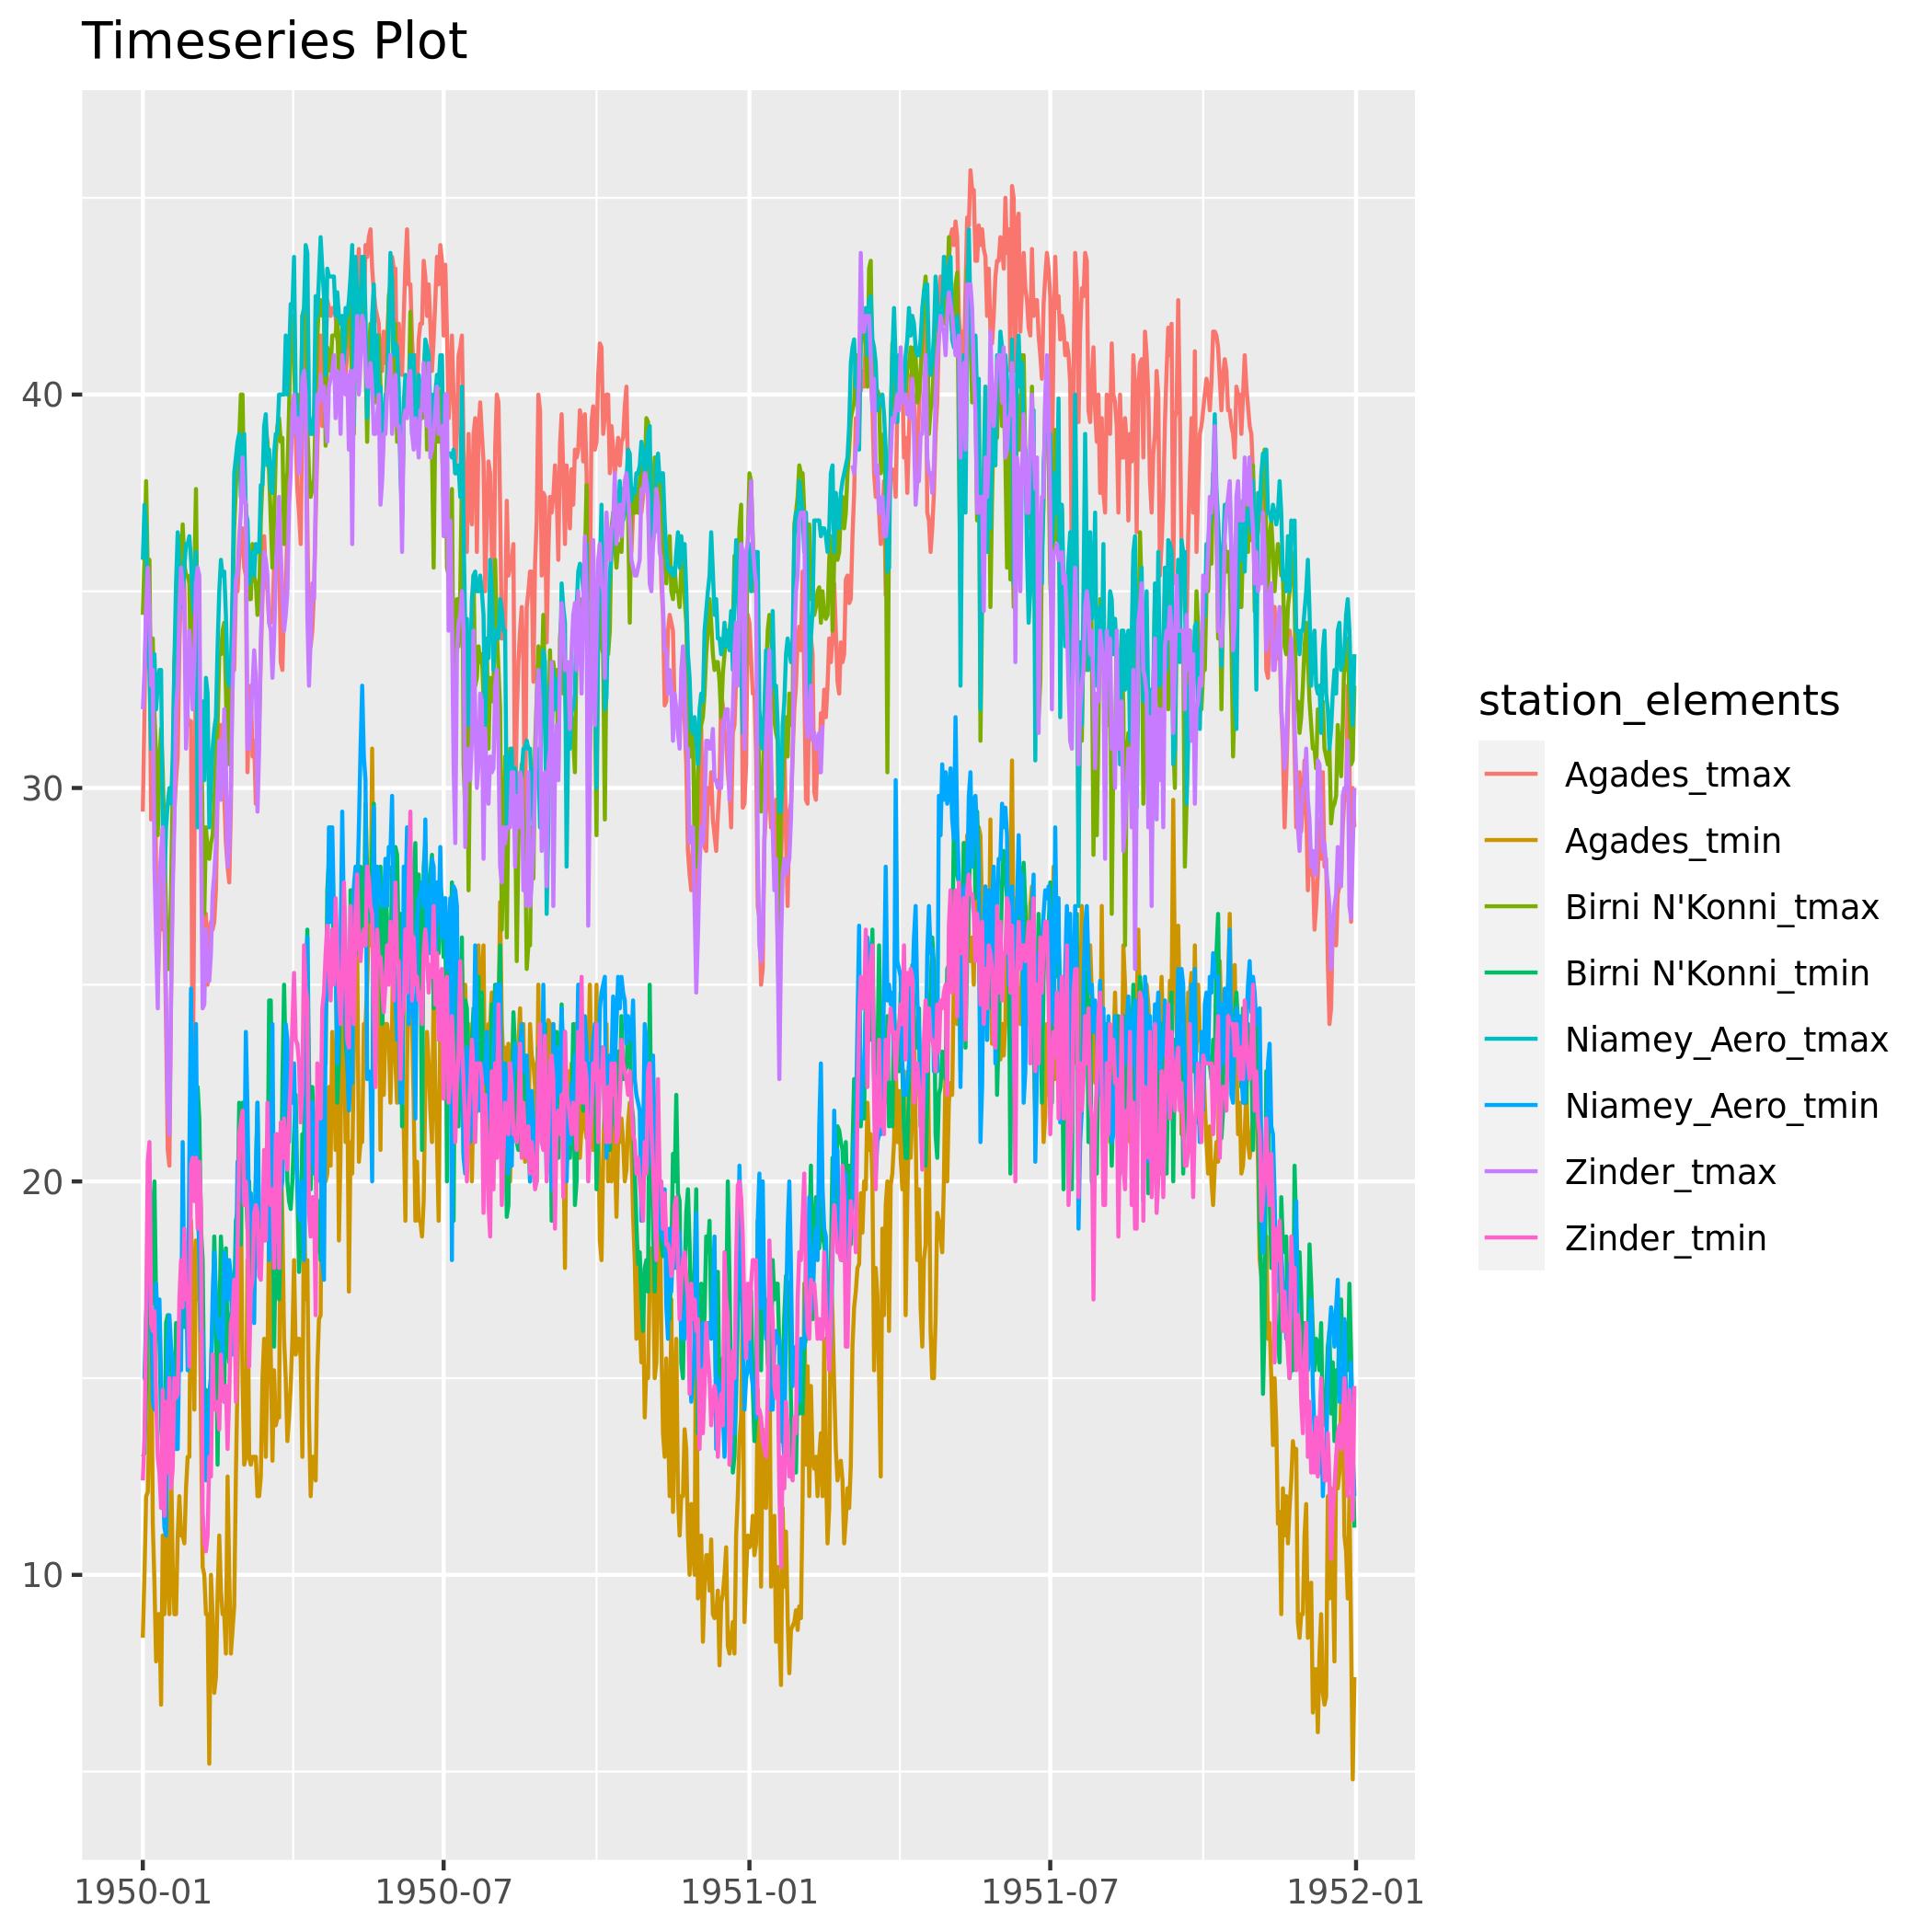 Timeseries Plot
40
30
20
10
1950-01
1950-07
1951-01
1951-07
1952-01
station_elements
Agades_tmax
Agades_tmin
Birni N'Konni_tmax
Birni N'Konni_tmin
Niamey_Aero_tmax
Niamey_Aero_tmin
Zinder_tmax
Zinder_tmin